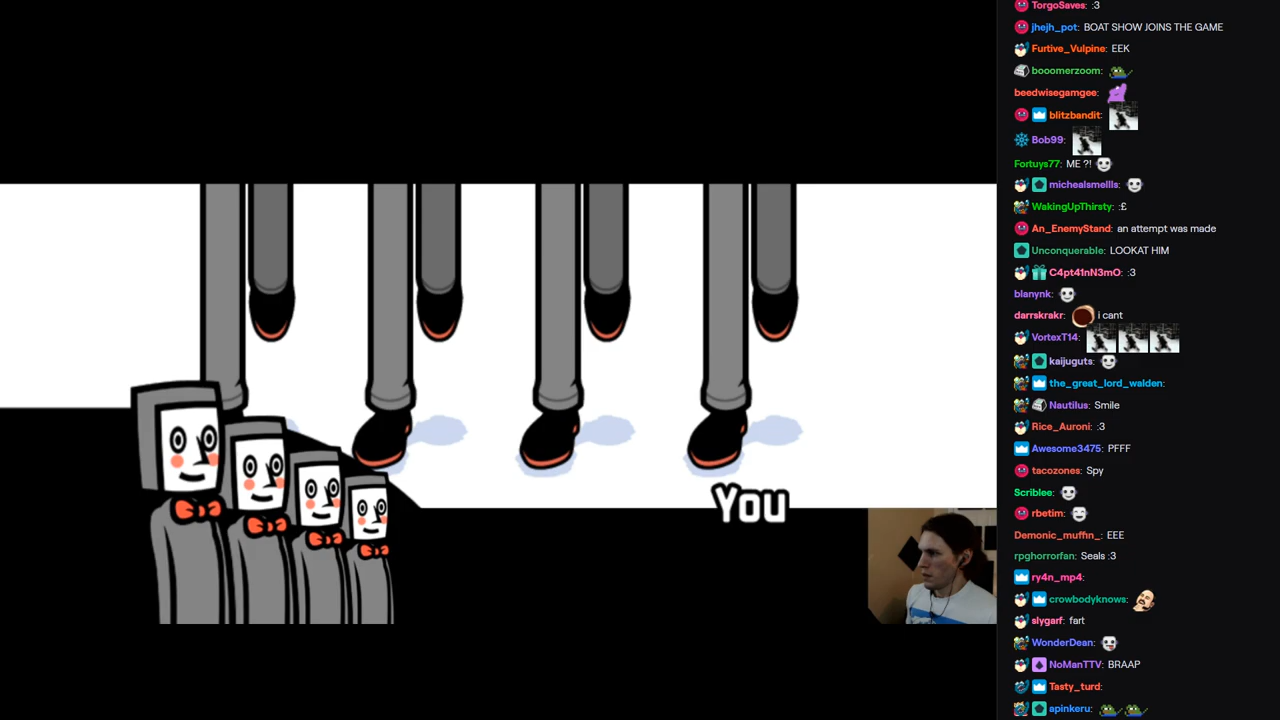 You
TorgoSaves: :3
jhejh_pot: BOAT SHOW JOINS THE GAME
Furtive_Vulpine: EEK
booomerzoom:
beedwisegamgee:
blitzbandit:
Bob99:
Fortuys77: ME ?!
michealsmellls:
WakingUpThirsty: :£
An_EnemyStand: an attempt was made
Unconquerable: LOOKAT HIM
C4pt41nN3mO: :3
blanynk:
darrskrakr: i cant
VortexT14:
kaijuguts:
the_great_lord_walden:
Nautilus: Smile
Rice_Auroni: :3
Awesome3475: PFFF
tacozones: Spy
Scriblee:
rbetim:
Demonic_muffin_: EEE
rpghorrorfan: Seals :3
ry4n_mp4:
crowbodyknows:
slygarf: fart
WonderDean:
NoManTTV: BRAAP
Tasty_turd:
apinkeru: